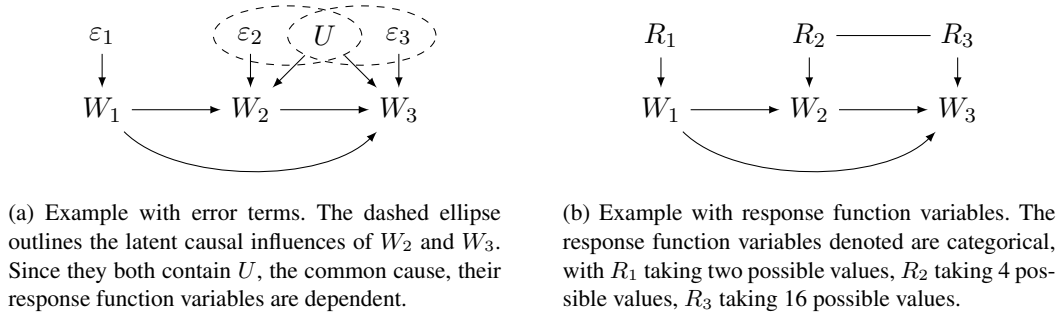 ε₁ ε₂ U ε₃
W₁ W₂ W₃
R₁ R₂ R₃
W₁ W₂ W₃
(a) Example with error terms. The dashed ellipse
outlines the latent causal influences of W₂ and W₃.
Since they both contain U, the common cause, their
response function variables are dependent.
(b) Example with response function variables. The
response function variables denoted are categorical,
with R₁ taking two possible values, R₂ taking 4 pos-
sible values, R₃ taking 16 possible values.